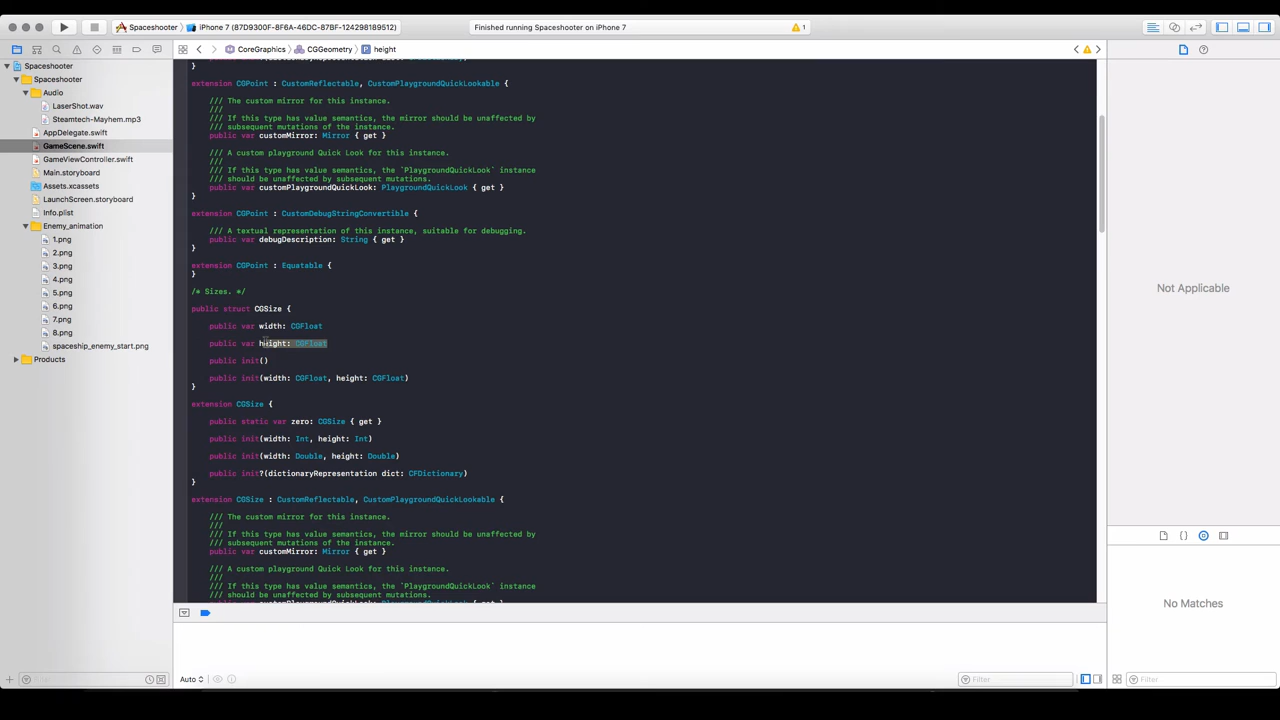 Spaceshooter
iPhone 7 (87D9300F-8F6A-46DC-87BF-124298189512)
Finished running Spaceshooter on iPhone 7
1
CoreGraphics
CGGeometry
height
Spaceshooter
Spaceshooter
Audio
LaserShot.wav
Steamtech-Mayhem.mp3
AppDelegate.swift
GameScene.swift
GameViewController.swift
Main.storyboard
Assets.xcassets
LaunchScreen.storyboard
Info.plist
Enemy_animation
1.png
2.png
3.png
4.png
5.png
6.png
7.png
8.png
spaceship_enemy_start.png
Products
}
extension CGPoint : CustomReflectable, CustomPlaygroundQuickLookable {
/// The custom mirror for this instance.
///
/// If this type has value semantics, the mirror should be unaffected by
/// subsequent mutations of the instance.
public var customMirror: Mirror { get }
/// A custom playground Quick Look for this instance.
///
/// If this type has value semantics, the `PlaygroundQuickLook` instance
/// should be unaffected by subsequent mutations.
public var customPlaygroundQuickLook: PlaygroundQuickLook { get }
}
extension CGPoint : CustomDebugStringConvertible {
/// A textual representation of this instance, suitable for debugging.
public var debugDescription: String { get }
}
extension CGPoint : Equatable {
}
/* Sizes. */
public struct CGSize {
public var width: CGFloat
public var height: CGFloat
public init()
public init(width: CGFloat, height: CGFloat)
}
extension CGSize {
public static var zero: CGSize { get }
public init(width: Int, height: Int)
public init(width: Double, height: Double)
public init?(dictionaryRepresentation dict: CFDictionary)
}
extension CGSize : CustomReflectable, CustomPlaygroundQuickLookable {
/// The custom mirror for this instance.
///
/// If this type has value semantics, the mirror should be unaffected by
/// subsequent mutations of the instance.
public var customMirror: Mirror { get }
/// A custom playground Quick Look for this instance.
///
/// If this type has value semantics, the `PlaygroundQuickLook` instance
/// should be unaffected by subsequent mutations.
Auto
Filter
Not Applicable
No Matches
Filter